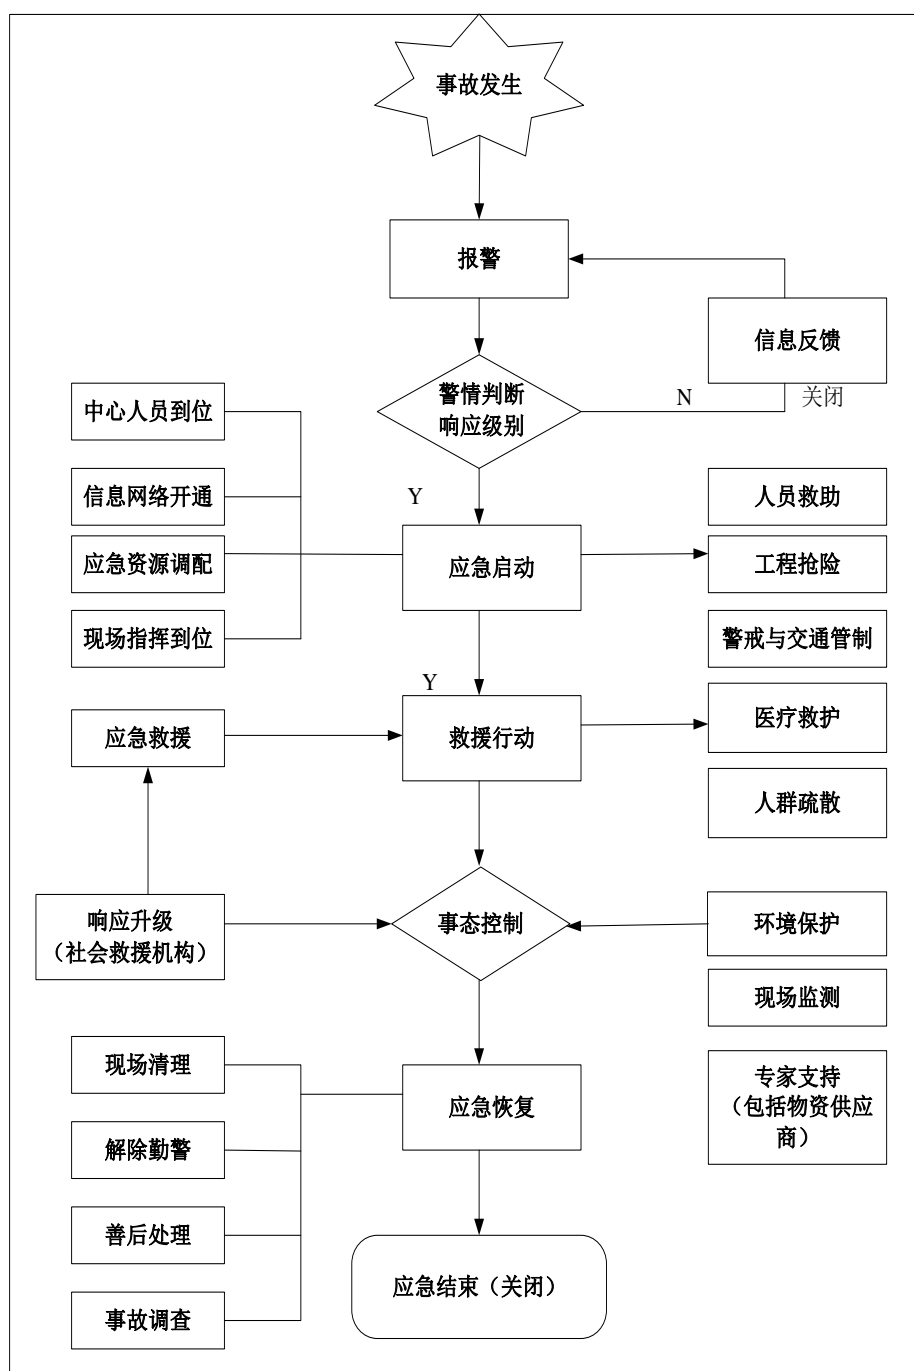 事故发生
报警
信息反馈
警情判断
响应级别
N
关闭
中心人员到位
信息网络开通
Y
人员救助
应急资源调配
应急启动
工程抢险
现场指挥到位
警戒与交通管制
Y
应急救援
救援行动
医疗救护
人群疏散
响应升级
（社会救援机构）
事态控制
环境保护
现场监测
现场清理
应急恢复
专家支持
（包括物资供应
商）
解除勤警
善后处理
应急结束（关闭）
事故调查